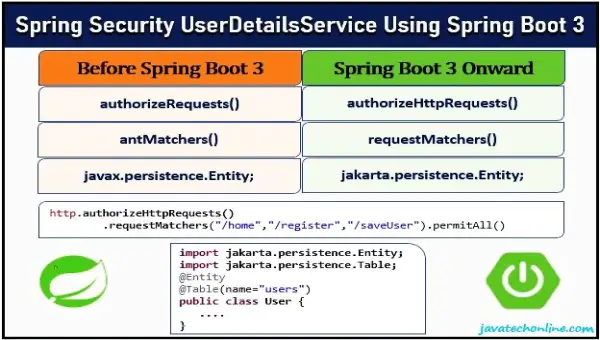 Spring Security UserDetailsService Using Spring Boot 3
Before Spring Boot 3
Spring Boot 3 Onward
authorizeRequests()
authorizeHttpRequests()
antMatchers()
requestMatchers()
javax.persistence.Entity;
jakarta.persistence.Entity;
http.authorizeHttpRequests()
.requestMatchers("/home","/register","/saveUser").permitAll()
import jakarta.persistence.Entity;
import jakarta.persistence.Table;
@Entity
@Table(name="users")
public class User {
....
}
javatechonline.com